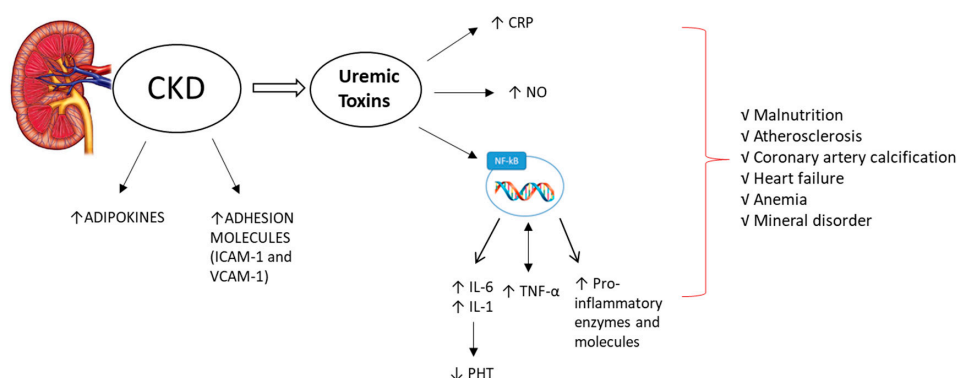 CKD
Uremic
Toxins
↑ CRP
↑ NO
NF-kB
↑ADIPOKINES
↑ADHESION
MOLECULES
(ICAM-1 and
VCAM-1)
↑ IL-6
↑ IL-1
↑ TNF-α
↑ Pro-
inflammatory
enzymes and
molecules
↓ PHT
√ Malnutrition
√ Atherosclerosis
√ Coronary artery calcification
√ Heart failure
√ Anemia
√ Mineral disorder